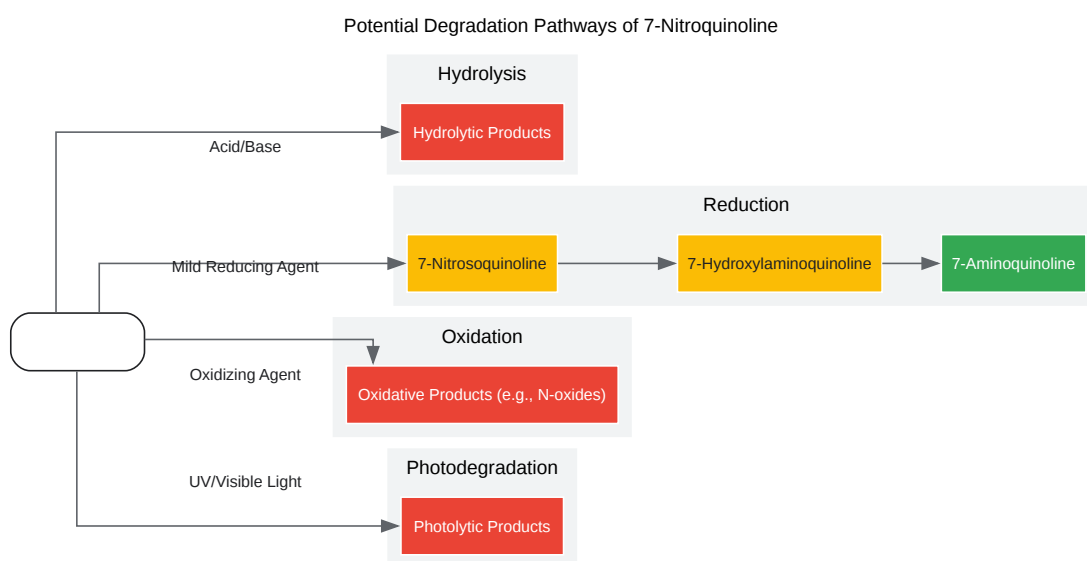 Potential Degradation Pathways of 7-Nitroquinoline
Hydrolysis
Hydrolytic Products
Acid/Base
Reduction
Mild Reducing Agent
7-Nitrosoquinoline
7-Hydroxylaminoquinoline
7-Aminoquinoline
Oxidation
Oxidizing Agent
Oxidative Products (e.g., N-oxides)
Photodegradation
UV/Visible Light
Photolytic Products